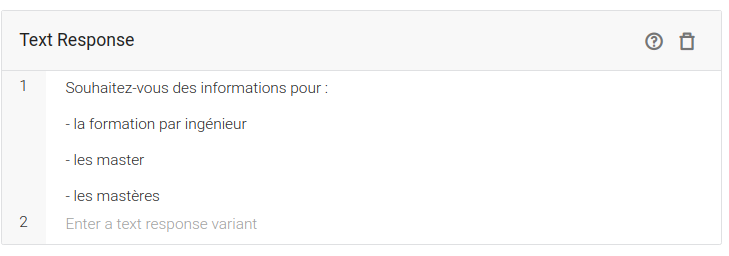 Text Response
1 Souhaitez-vous des informations pour :
- la formation par ingénieur
- les master
- les mastères
2 Enter a text response variant